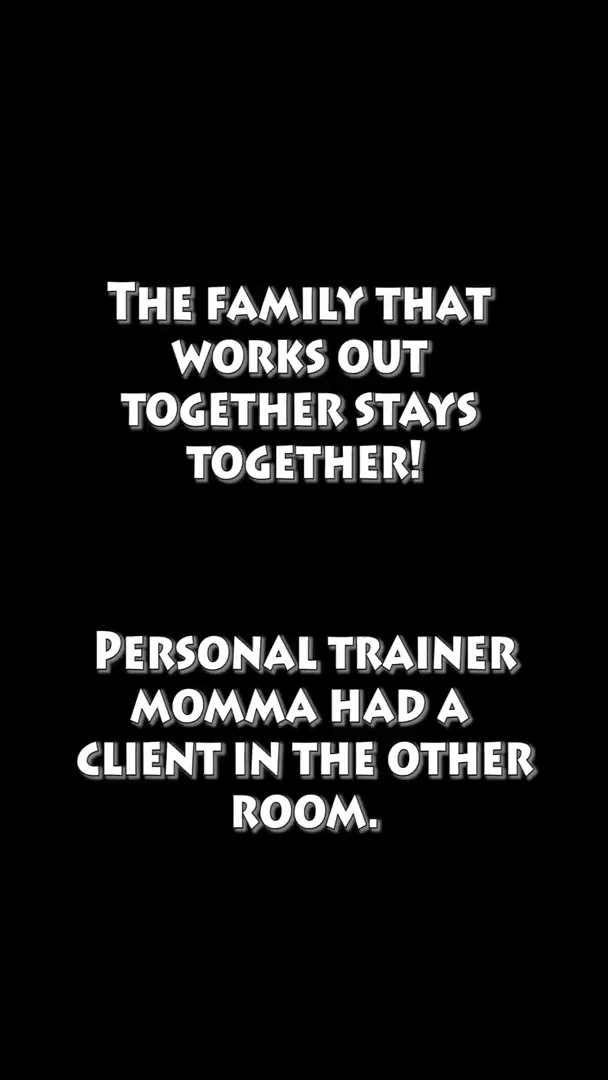 The family that
works out
together stays
together!
Personal trainer
momma had a
client in the other
room.